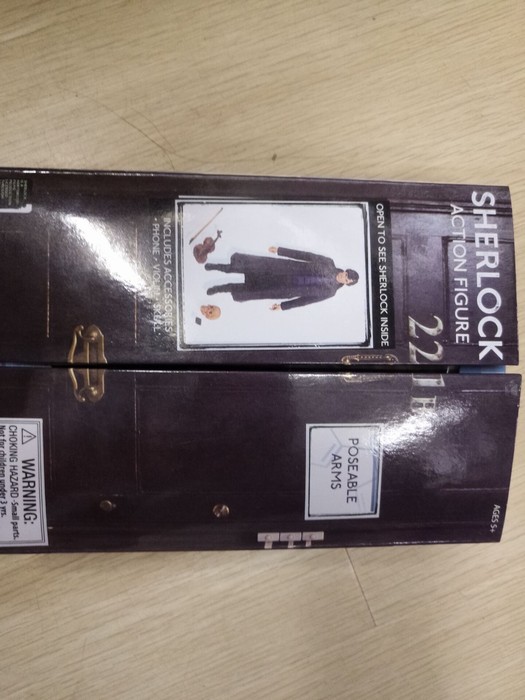 SHERLOCK
ACTION FIGURE
22
OPEN TO SEE SHERLOCK INSIDE
INCLUDES ACCESSORIES:
• PHONE • VIOLIN • SKULL
AGES 5+
POSEABLE
ARMS
WARNING:
CHOKING HAZARD-Small parts.
Not for children under 3 yrs.